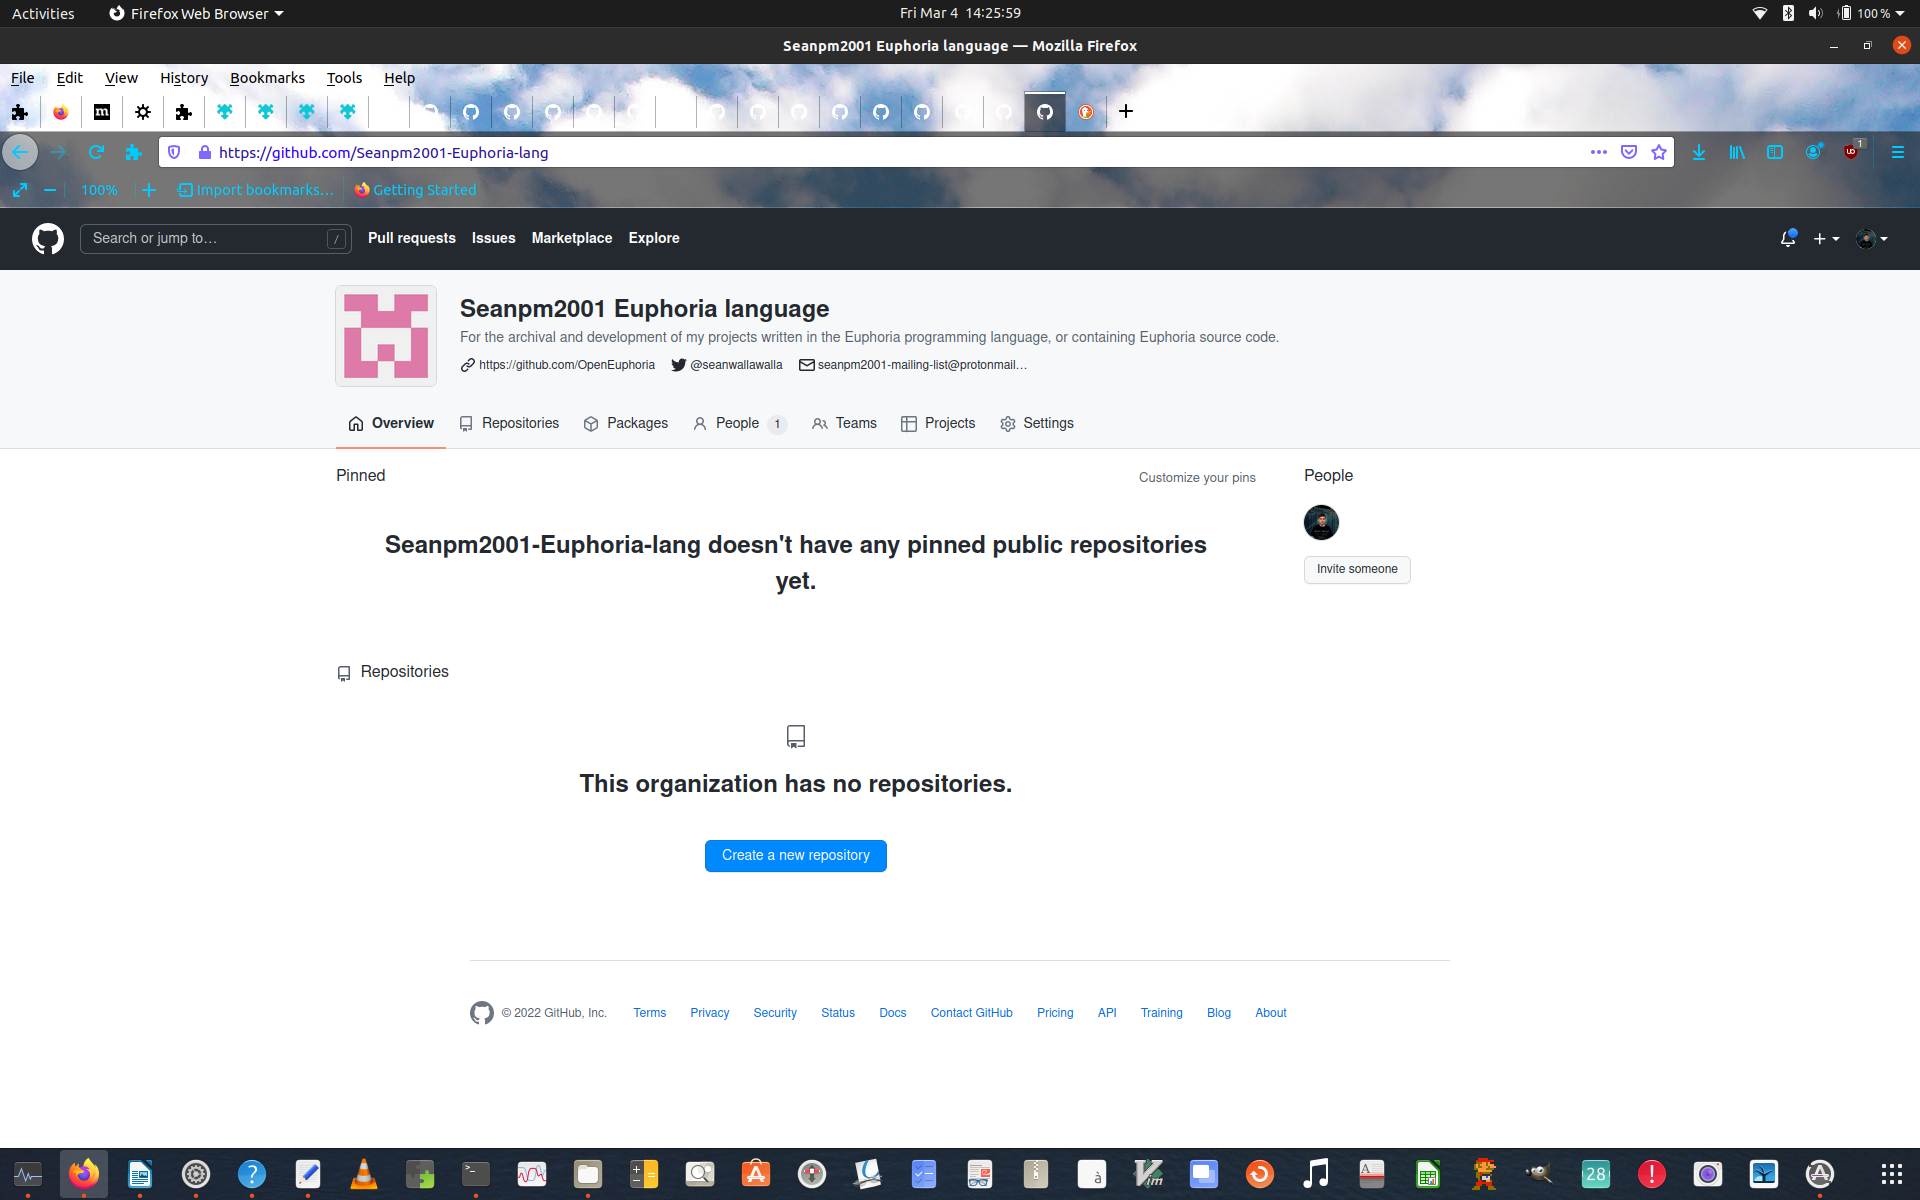 Activities
Firefox Web Browser
Fri Mar 4 14:25:59
100 %
Seanpm2001 Euphoria language — Mozilla Firefox
File Edit View History Bookmarks Tools Help
https://github.com/Seanpm2001-Euphoria-lang
1
100%
Import bookmarks...
Getting Started
Search or jump to...
/
Pull requests Issues Marketplace Explore
Seanpm2001 Euphoria language
For the archival and development of my projects written in the Euphoria programming language, or containing Euphoria source code.
https://github.com/OpenEuphoria @seanwallawalla seanpm2001-mailing-list@protonmail...
Overview Repositories Packages People 1 Teams Projects Settings
Pinned
Customize your pins
People
Seanpm2001-Euphoria-lang doesn't have any pinned public repositories
yet.
Invite someone
Repositories
This organization has no repositories.
Create a new repository
© 2022 GitHub, Inc. Terms Privacy Security Status Docs Contact GitHub Pricing API Training Blog About
28